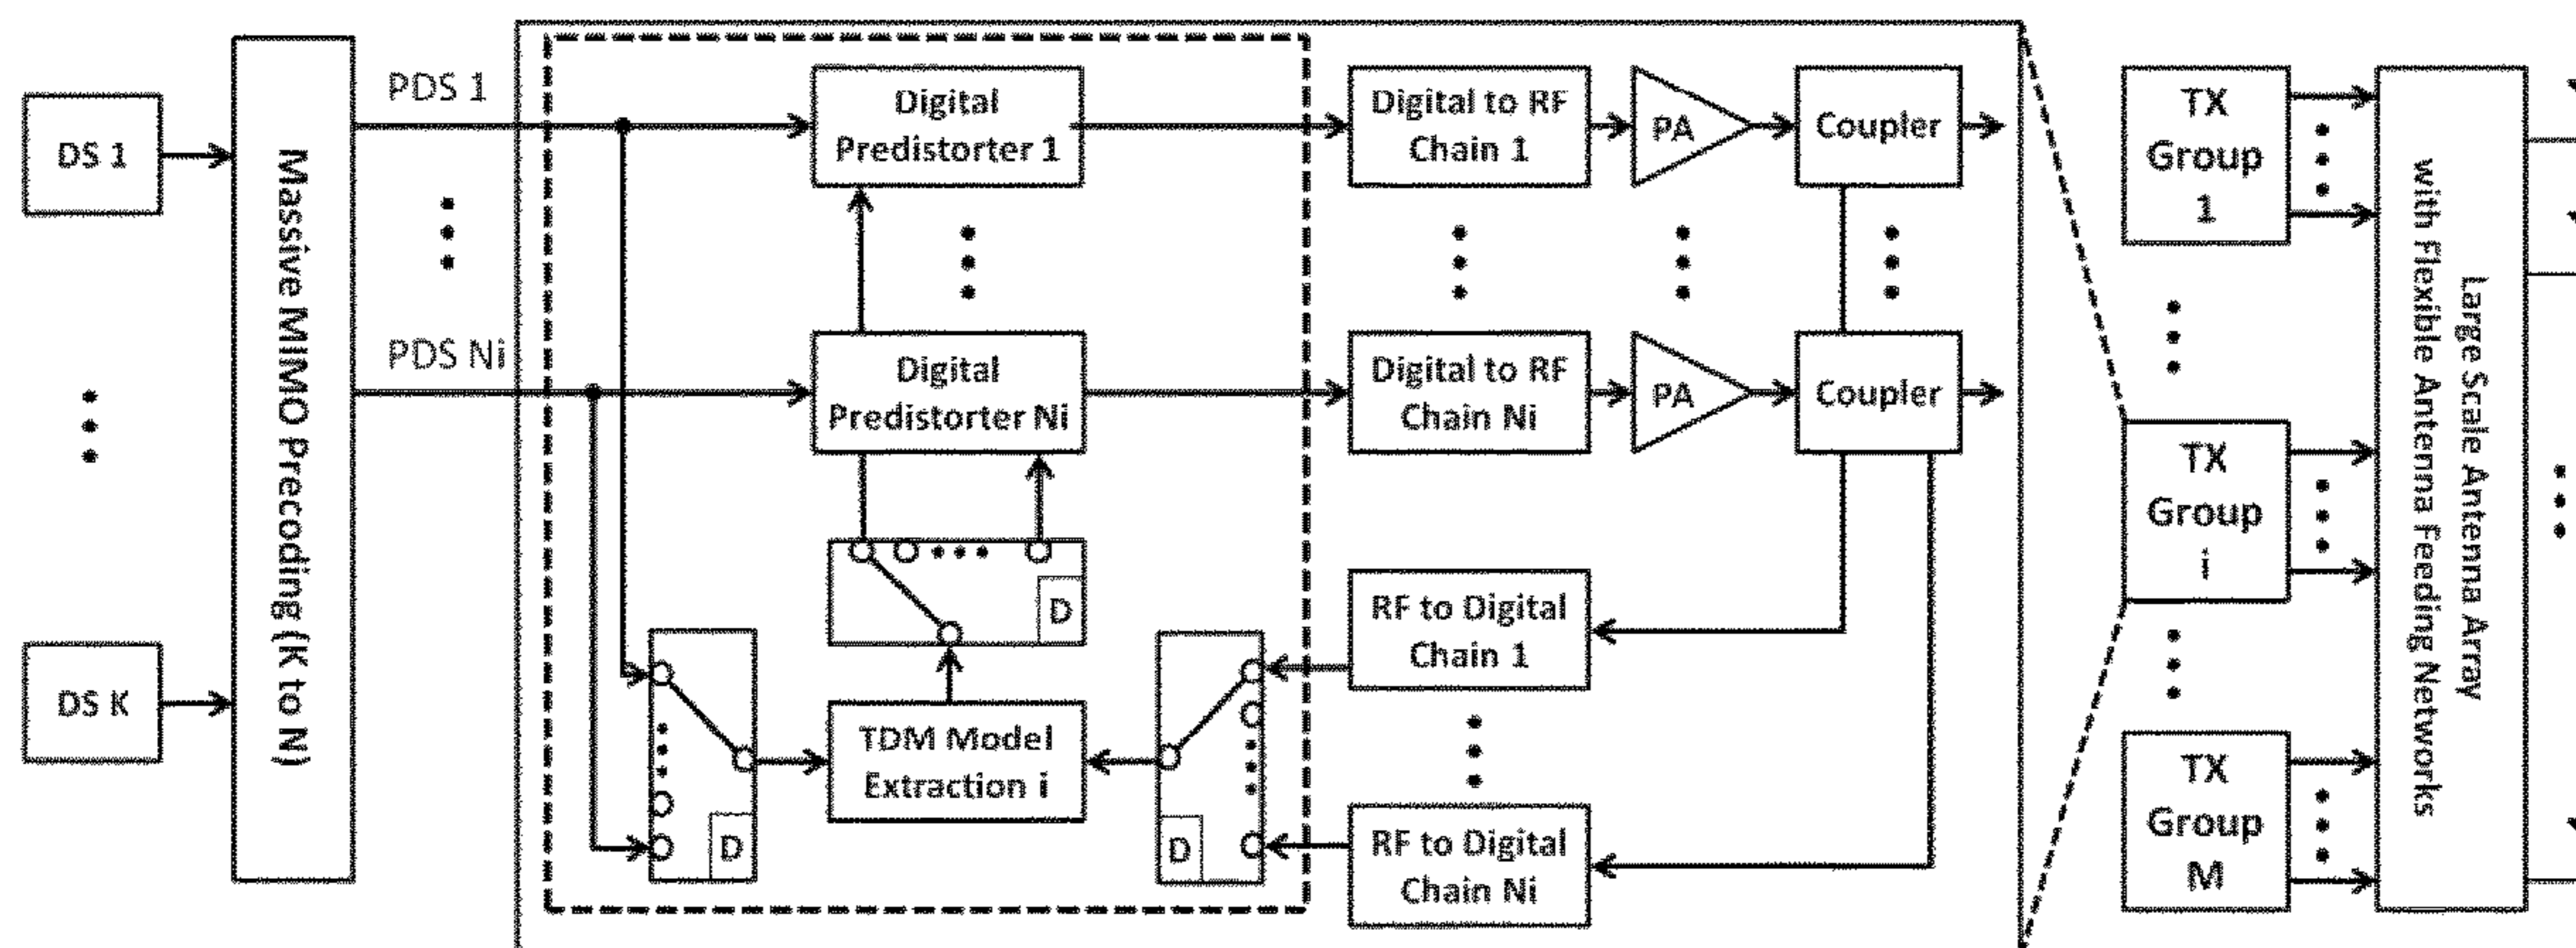 DS 1
DS K
Massive MIMO Precoding (K to N)
PDS 1
PDS Ni
Digital
Predistorter 1
Digital
Predistorter Ni
D
D
TDM Model
Extraction i
D
Digital to RF
Chain 1
PA
Coupler
Digital to RF
Chain Ni
PA
Coupler
RF to Digital
Chain 1
RF to Digital
Chain Ni
TX
Group
1
TX
Group
i
TX
Group
M
Large Scale Antenna Array
with Flexible Antenna Feeding Networks